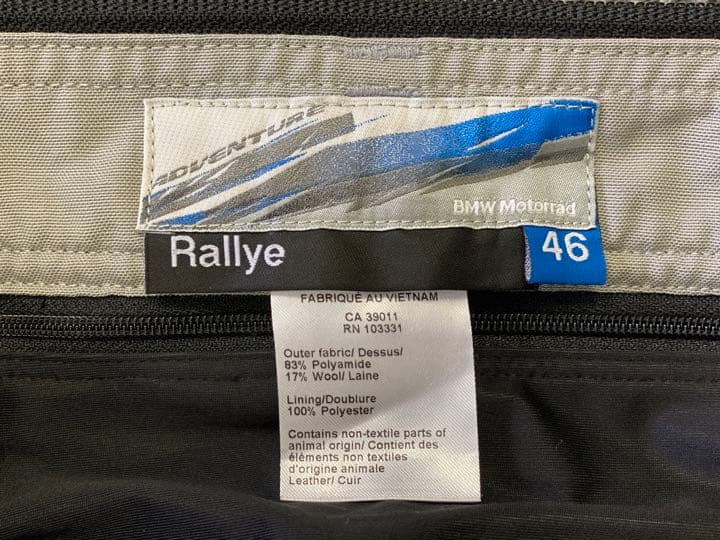 ADVENTURE
BMW Motorrad
Rallye
46
FABRIQUÉ AU VIETNAM
CA 39011
RN 103331
Outer fabric/ Dessus/
83% Polyamide
17% Wool/ Laine
Lining/Doublure
100% Polyester
Contains non-textile parts of
animal origin/ Contient des
éléments non textiles
d'origine animale
Leather/ Cuir